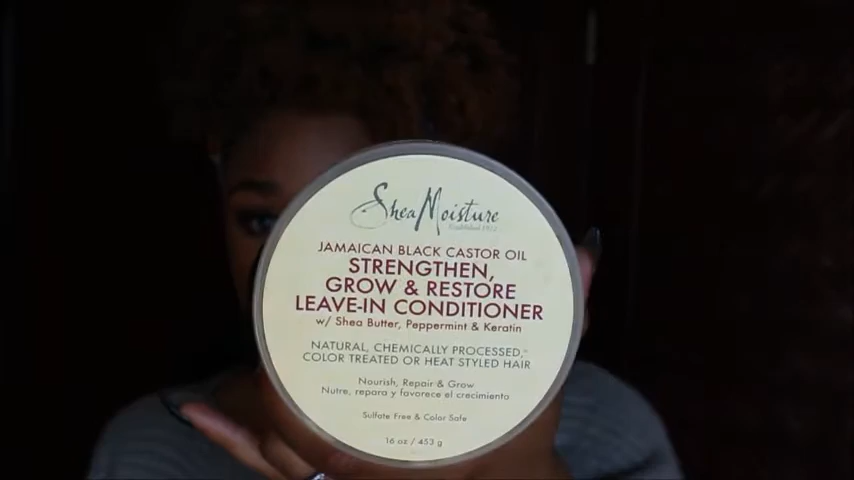 SheaMoisture
Established 1912
JAMAICAN BLACK CASTOR OIL
STRENGTHEN,
GROW & RESTORE
LEAVE-IN CONDITIONER
w/ Shea Butter, Peppermint & Keratin
NATURAL, CHEMICALLY PROCESSED,
COLOR TREATED OR HEAT STYLED HAIR
Nourish, Repair & Grow
Nutre, repara y favorece el crecimiento
Sulfate Free & Color Safe
16 oz / 453 g